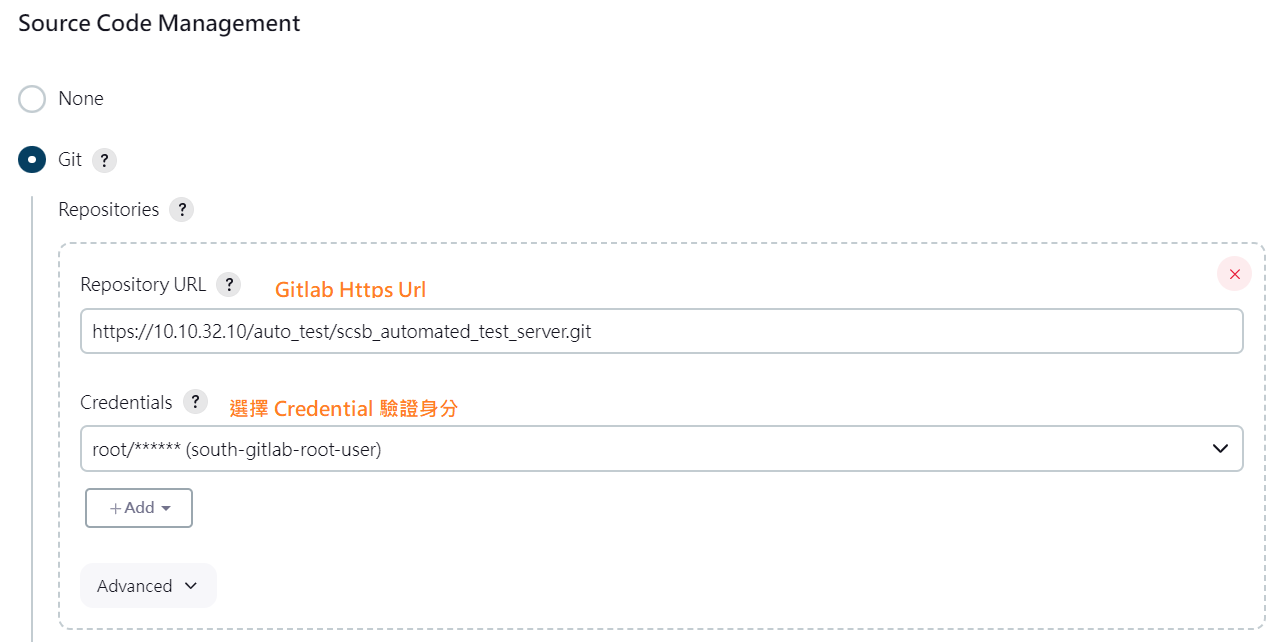 Source Code Management
None
Git ?
Repositories ?
Repository URL ? Gitlab Https Url
https://10.10.32.10/auto_test/scsb_automated_test_server.git
Credentials ? 選擇 Credential 驗證身分
root/****** (south-gitlab-root-user)
+ Add
Advanced